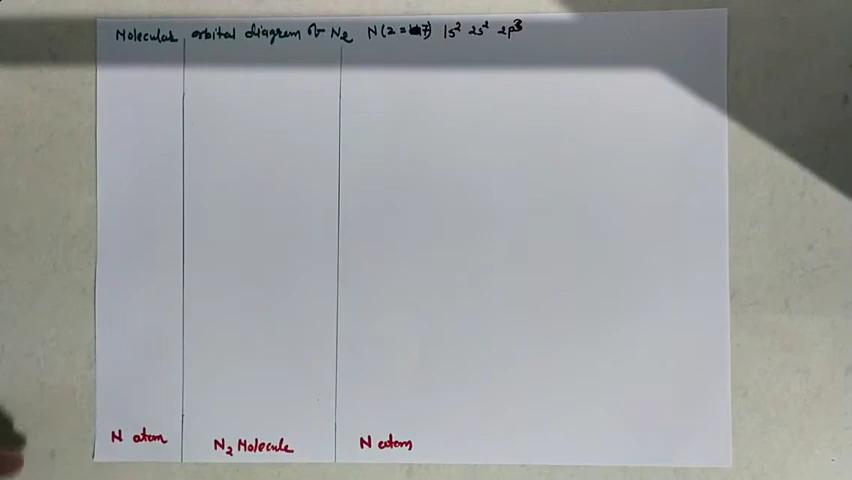 Molecular orbital diagram of N₂ N(Z=7) 1s² 2s² 2p³
N atom N₂ Molecule N atom